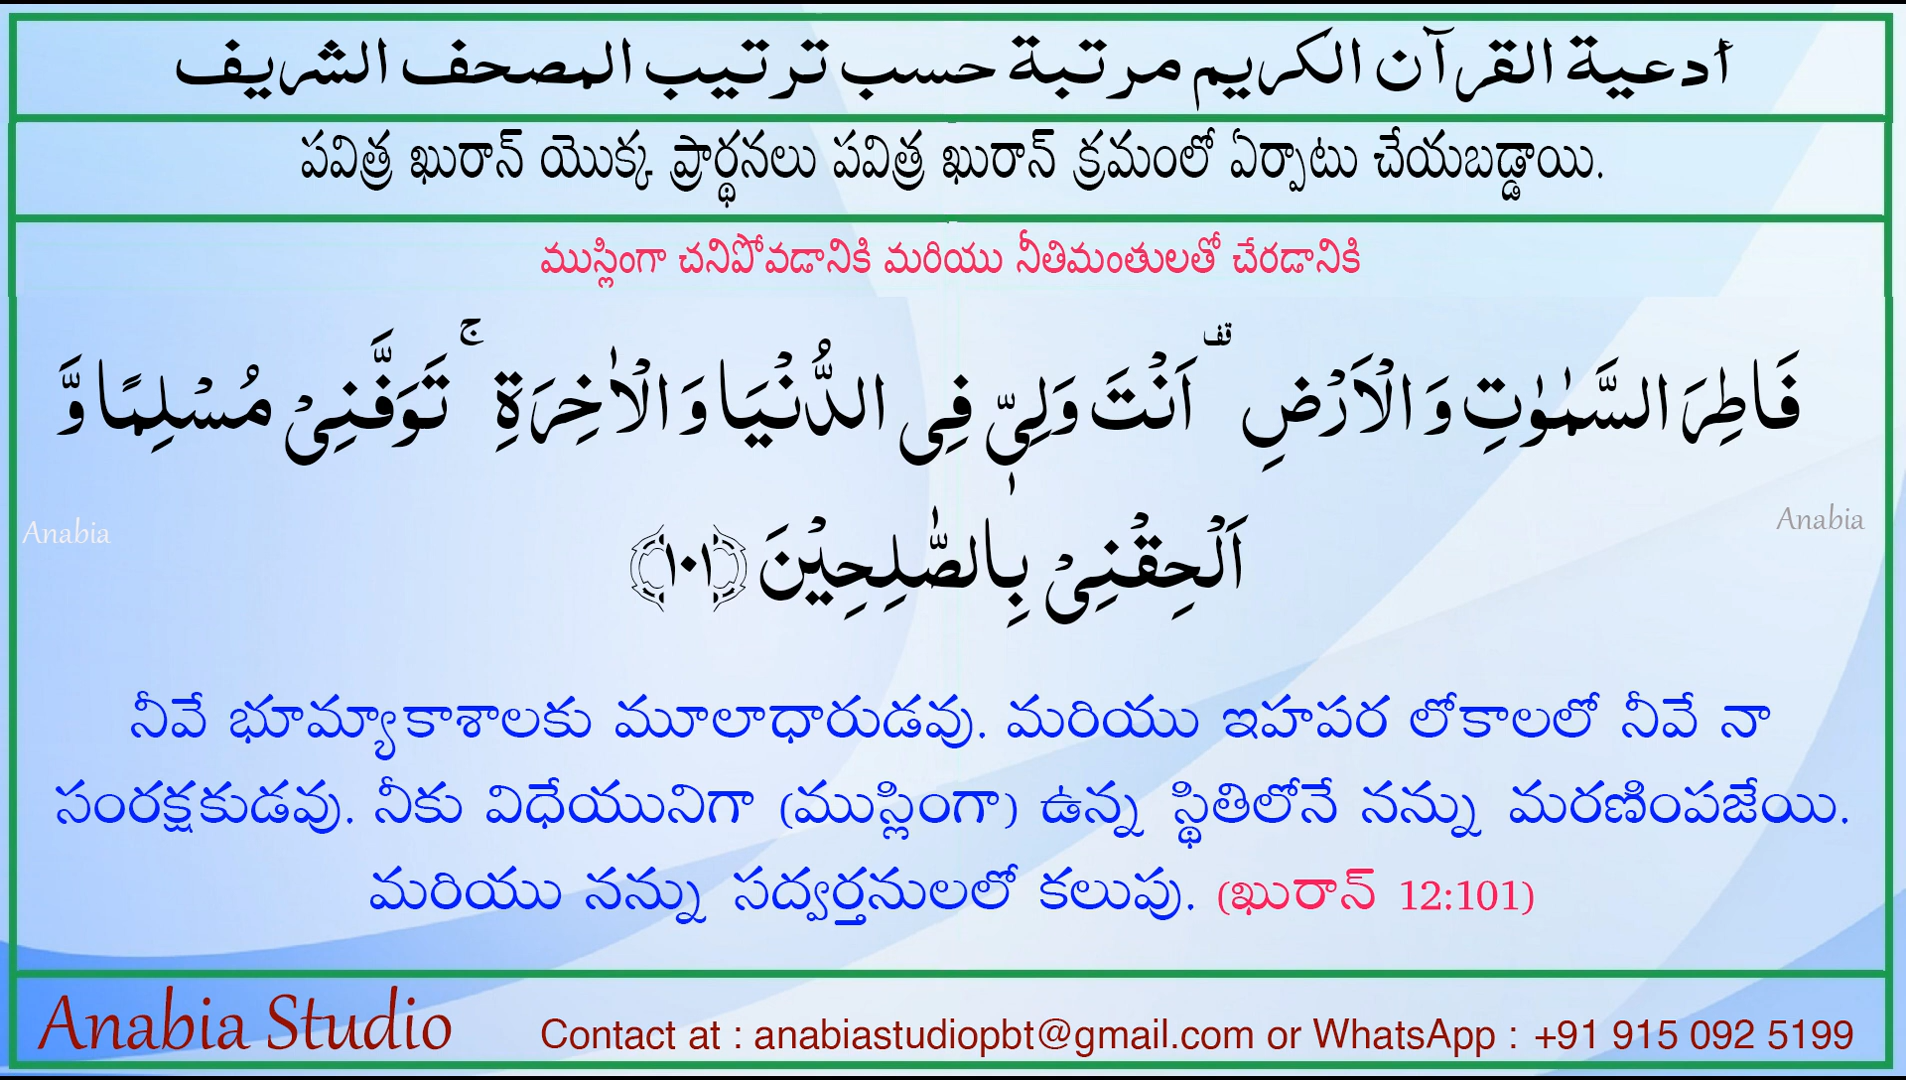 أدعية القرآن الكريم مرتبة حسب ترتيب المصحف الشريف
పవిత్ర ఖురాన్ యొక్క ప్రార్థనలు పవిత్ర ఖురాన్ క్రమంలో ఏర్పాటు చేయబడ్డాయి.
ముస్లింగా చనిపోవడానికి మరియు నీతిమంతులతో చేరడానికి
فَاطِرَ السَّمٰوٰتِ وَ الۡاَرۡضِ ۟ قف اَنۡتَ وَلِیّٖ فِی الدُّنۡیَا وَ الۡاٰخِرَۃِ ۚ تَوَفَّنِیۡ مُسۡلِمًا وَّ
اَلۡحِقۡنِیۡ بِالصّٰلِحِیۡنَ ﴿۱۰۱﴾
Anabia
Anabia
నీవే భూమ్యాకాశాలకు మూలాధారుడవు. మరియు ఇహపర లోకాలలో నీవే నా
సంరక్షకుడవు. నీకు విధేయునిగా (ముస్లింగా) ఉన్న స్థితిలోనే నన్ను మరణింపజేయి.
మరియు నన్ను సద్వర్తనులలో కలుపు. (ఖురాన్ 12:101)
Anabia Studio
Contact at : anabiastudiopbt@gmail.com or WhatsApp : +91 915 092 5199